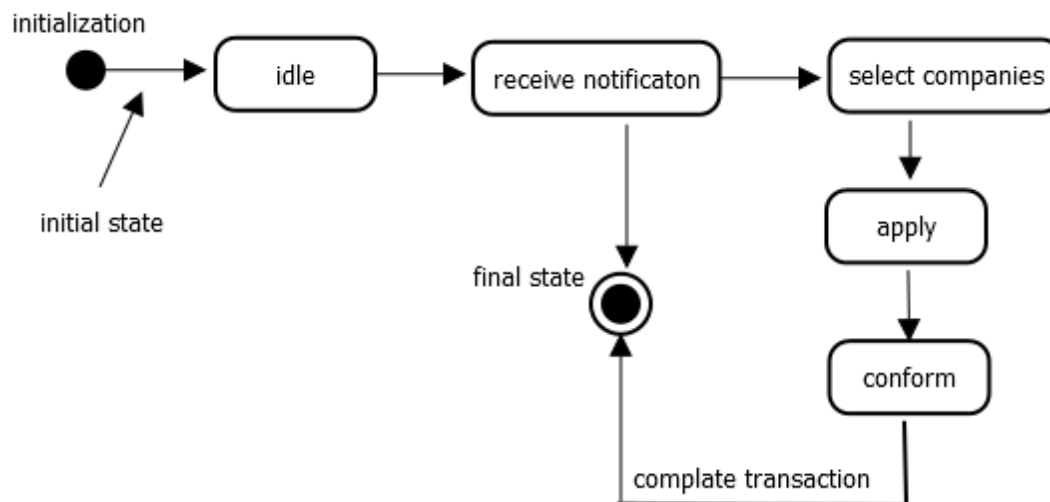 initialization
idle
receive notificaton
select companies
initial state
apply
final state
conform
complate transaction